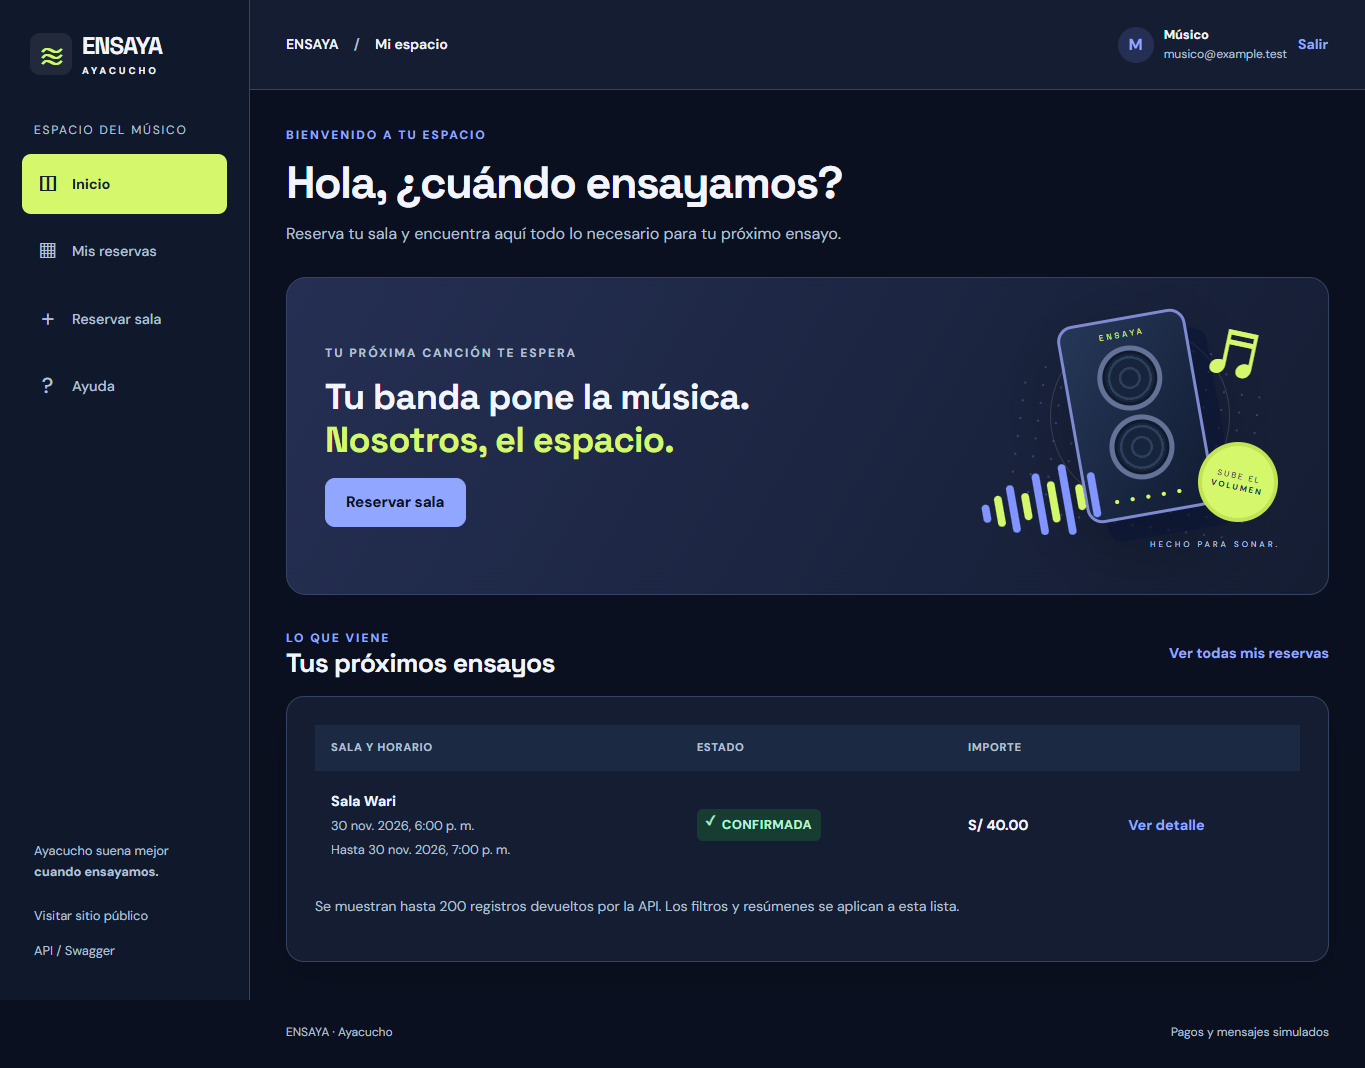 ENSAYA
AYACUCHO
ESPACIO DEL MÚSICO
Inicio
Mis reservas
Reservar sala
Ayuda
Ayacucho suena mejor
cuando ensayamos.
Visitar sitio público
API / Swagger
ENSAYA / Mi espacio
M
Músico
musico@example.test
Salir
BIENVENIDO A TU ESPACIO
Hola, ¿cuándo ensayamos?
Reserva tu sala y encuentra aquí todo lo necesario para tu próximo ensayo.
TU PRÓXIMA CANCIÓN TE ESPERA
Tu banda pone la música.
Nosotros, el espacio.
Reservar sala
ENSAYA
SUBE EL
VOLUMEN
HECHO PARA SONAR.
LO QUE VIENE
Tus próximos ensayos
Ver todas mis reservas
SALA Y HORARIO ESTADO IMPORTE
Sala Wari
30 nov. 2026, 6:00 p. m.
Hasta 30 nov. 2026, 7:00 p. m.
✓ CONFIRMADA
S/ 40.00
Ver detalle
Se muestran hasta 200 registros devueltos por la API. Los filtros y resúmenes se aplican a esta lista.
ENSAYA · Ayacucho
Pagos y mensajes simulados